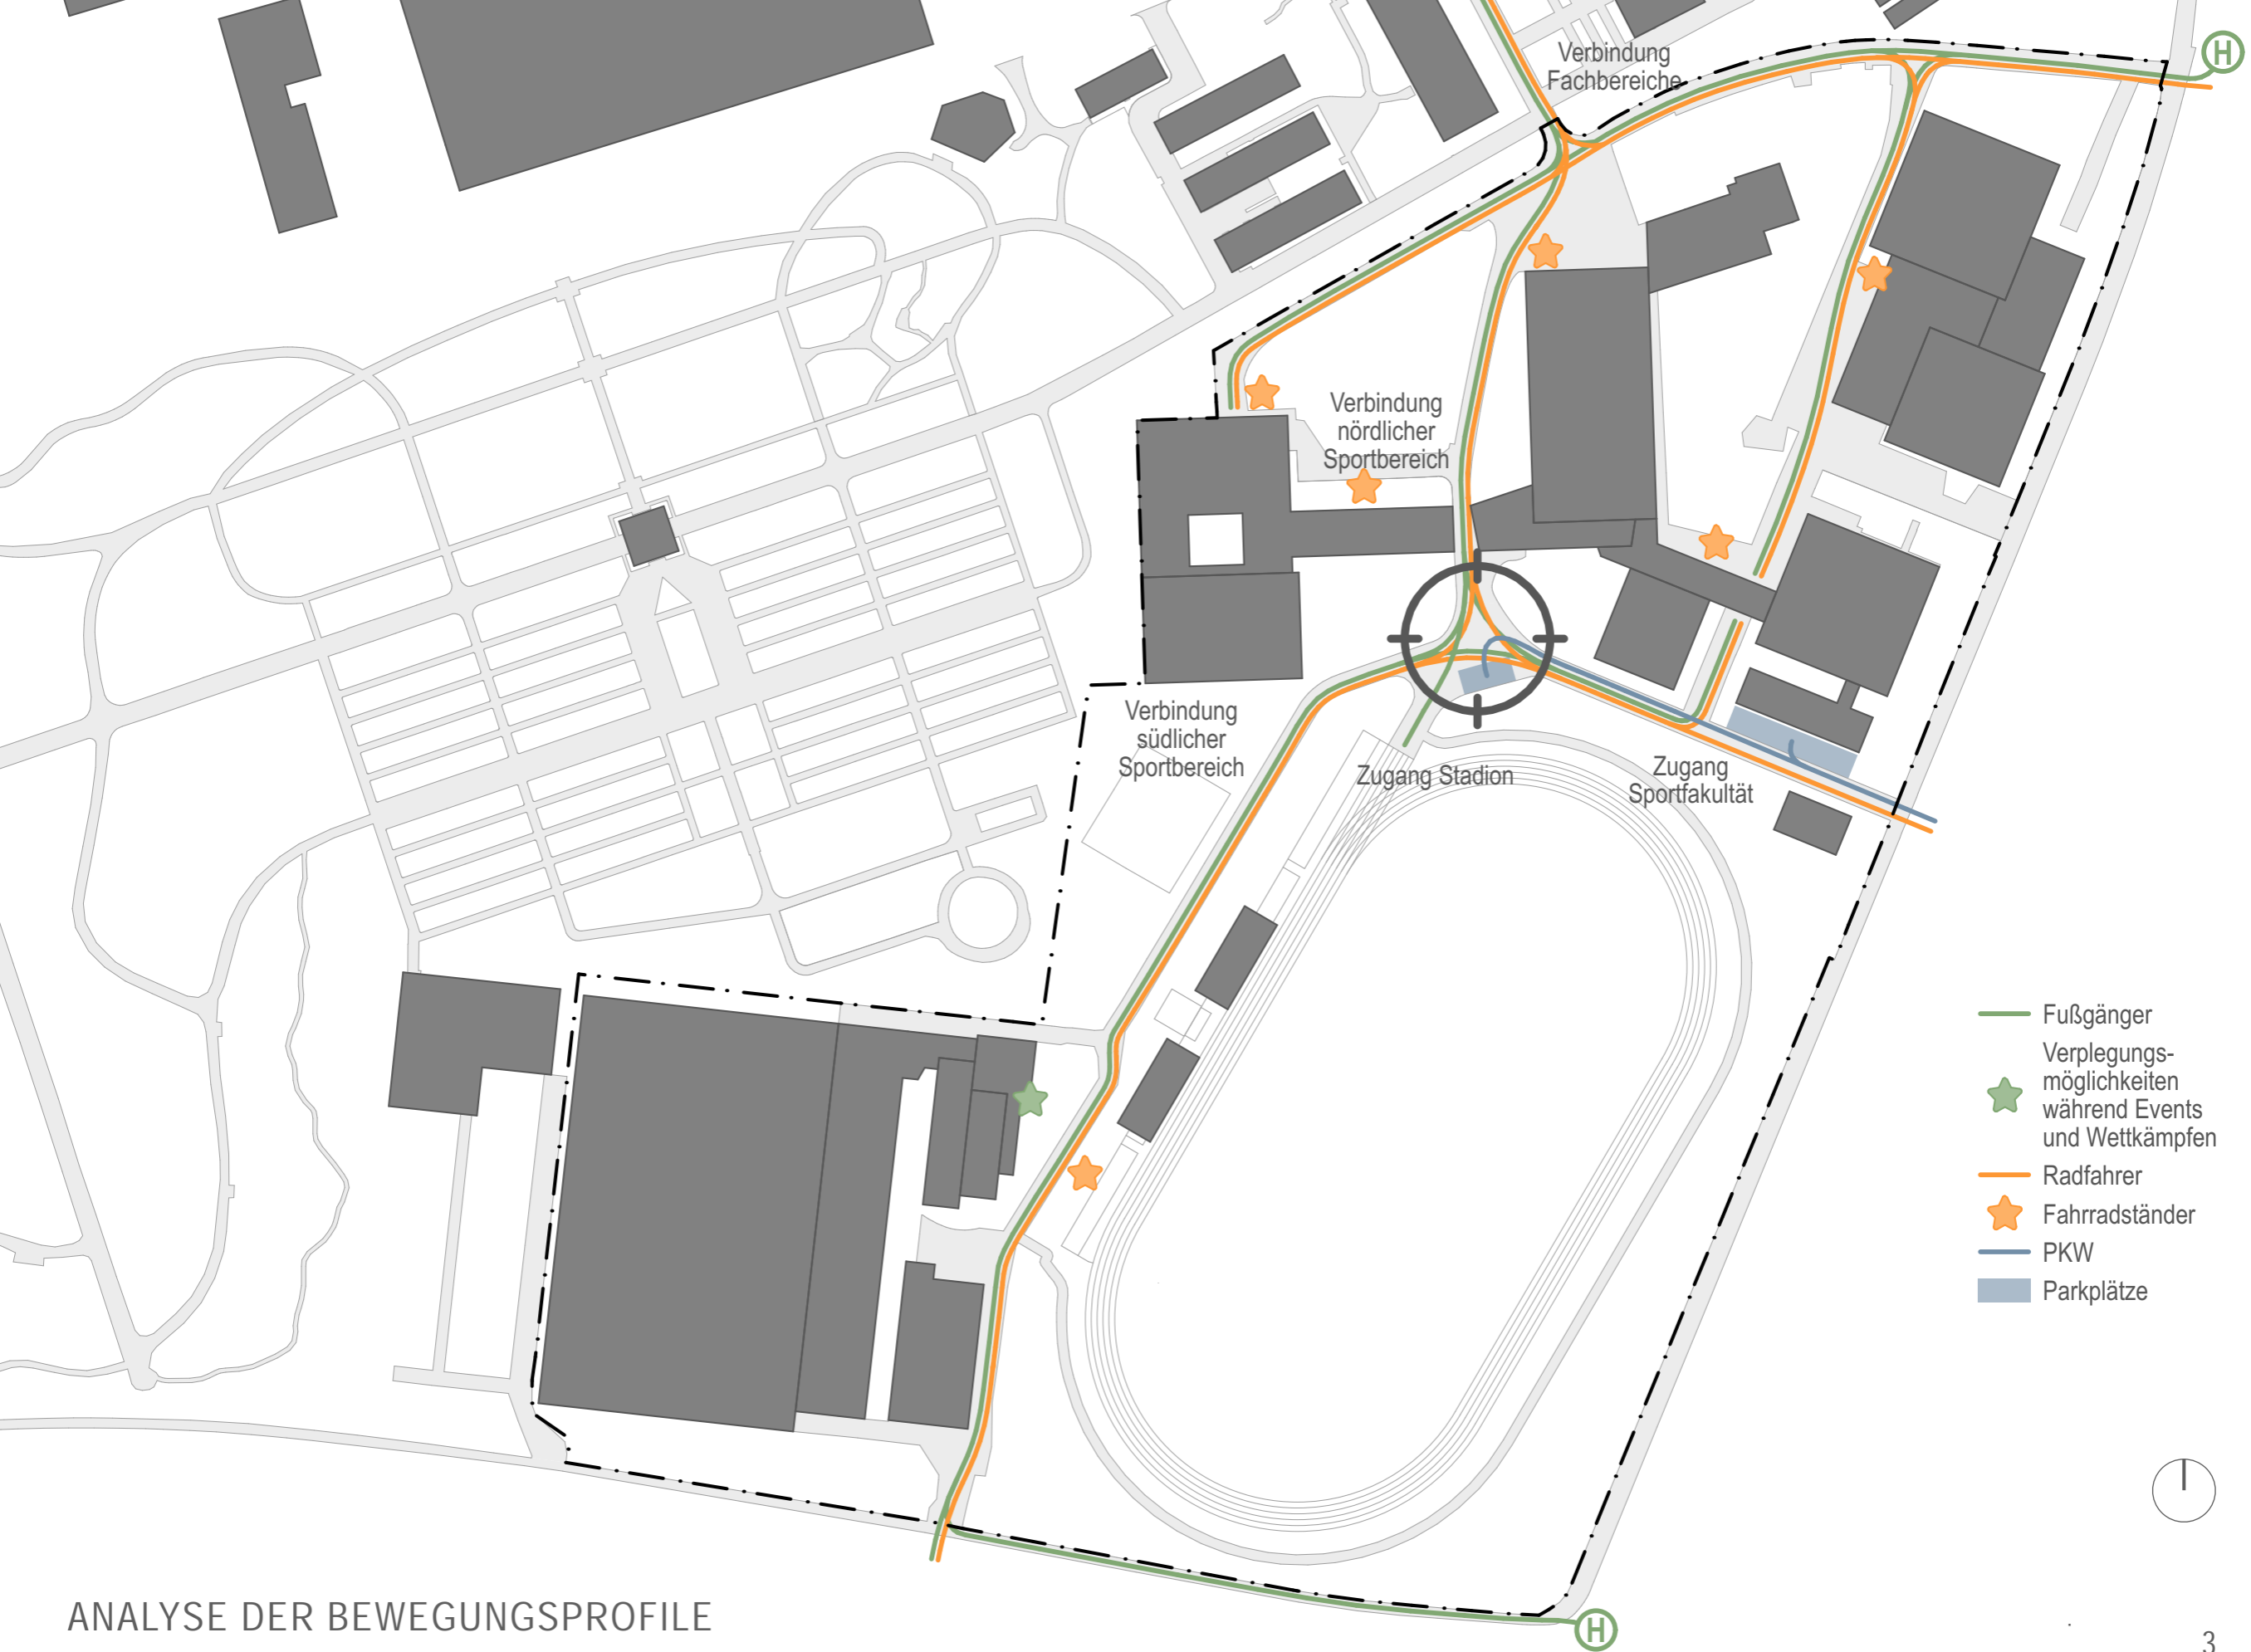 Verbindung
Fachbereiche
H
Verbindung
nördlicher
Sportbereich
Verbindung
südlicher
Sportbereich
Zugang Stadion
Zugang
Sportfakultät
Fußgänger
Verplegungs-
möglichkeiten
während Events
und Wettkämpfen
Radfahrer
Fahrradständer
PKW
Parkplätze
H
ANALYSE DER BEWEGUNGSPROFILE
3